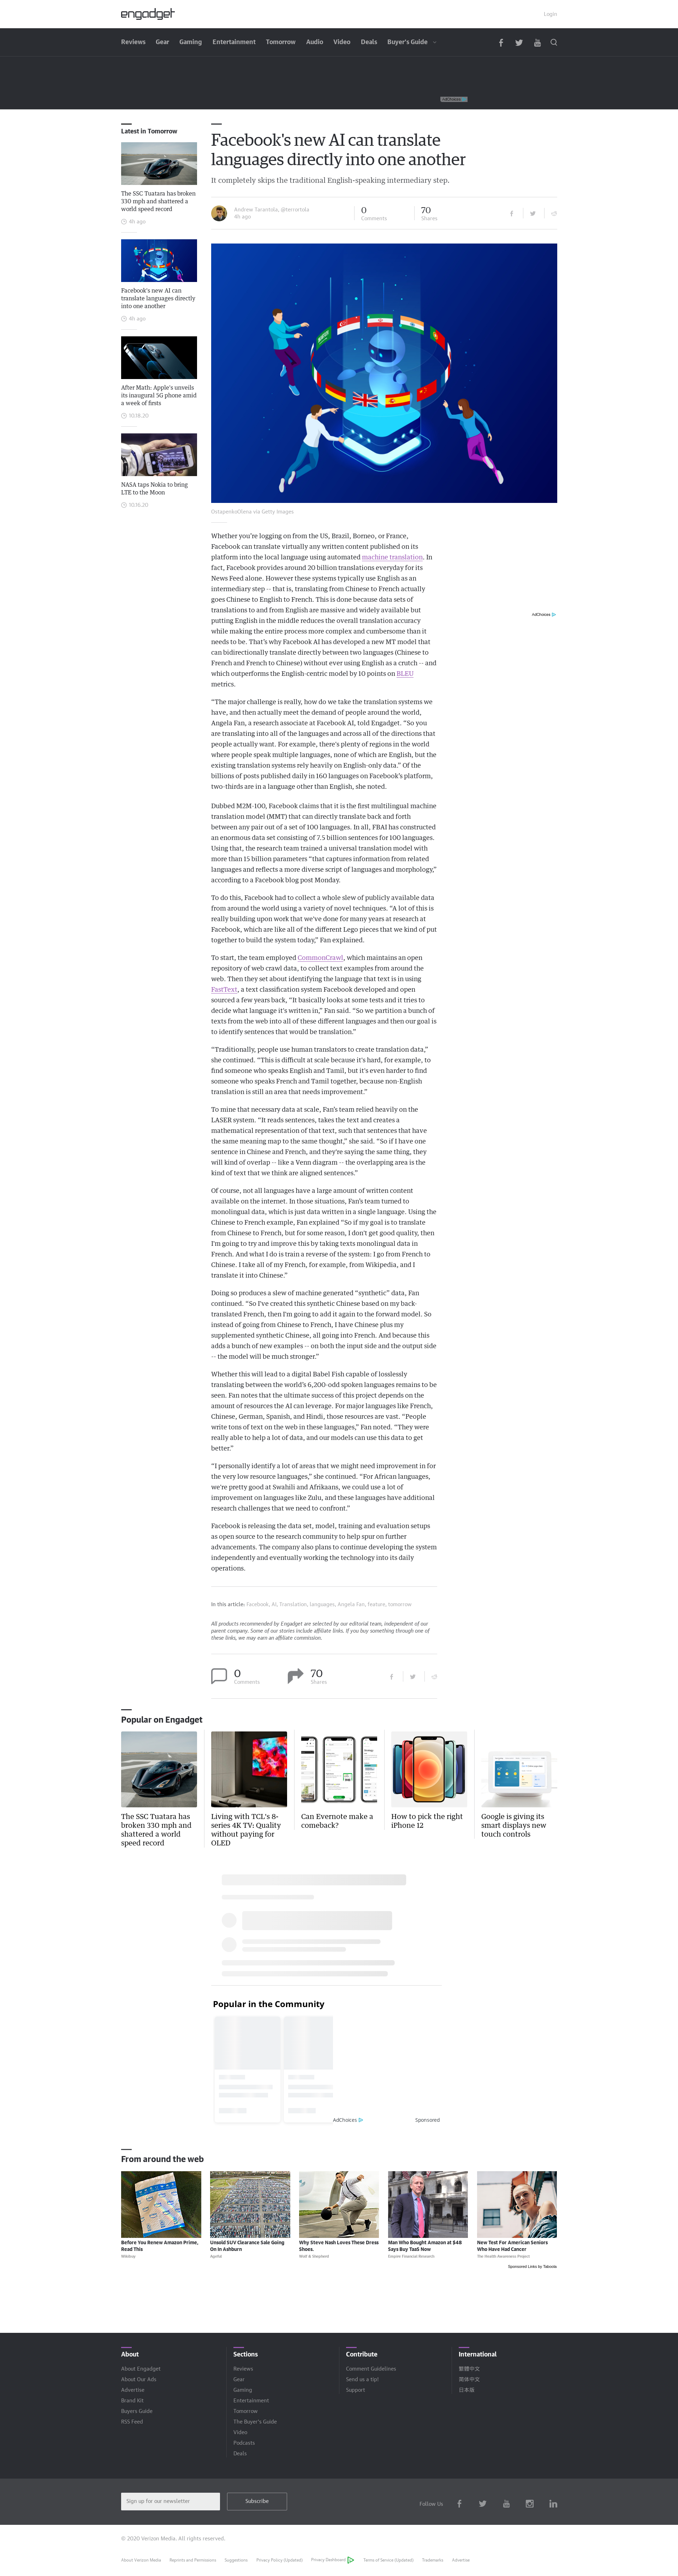 engadget
Login
Reviews Gear Gaming Entertainment Tomorrow Audio Video Deals Buyer's Guide
AdChoices
Latest in Tomorrow
The SSC Tuatara has broken
330 mph and shattered a
world speed record
4h ago
Facebook's new AI can
translate languages directly
into one another
4h ago
After Math: Apple's unveils
its inaugural 5G phone amid
a week of firsts
10.18.20
NASA taps Nokia to bring
LTE to the Moon
10.16.20
Facebook's new AI can translate
languages directly into one another
It completely skips the traditional English-speaking intermediary step.
Andrew Tarantola, @terrortola
4h ago
0
Comments
70
Shares
OstapenkoOlena via Getty Images
Whether you're logging on from the US, Brazil, Borneo, or France,
Facebook can translate virtually any written content published on its
platform into the local language using automated machine translation. In
fact, Facebook provides around 20 billion translations everyday for its
News Feed alone. However these systems typically use English as an
intermediary step -- that is, translating from Chinese to French actually
goes Chinese to English to French. This is done because data sets of
translations to and from English are massive and widely available but
putting English in the middle reduces the overall translation accuracy
while making the entire process more complex and cumbersome than it
needs to be. That's why Facebook AI has developed a new MT model that
can bidirectionally translate directly between two languages (Chinese to
French and French to Chinese) without ever using English as a crutch -- and
which outperforms the English-centric model by 10 points on BLEU
metrics.
AdChoices
“The major challenge is really, how do we take the translation systems we
have, and then actually meet the demand of people around the world,
Angela Fan, a research associate at Facebook AI, told Engadget. “So you
are translating into all of the languages and across all of the directions that
people actually want. For example, there's plenty of regions in the world
where people speak multiple languages, none of which are English, but the
existing translation systems rely heavily on English-only data.” Of the
billions of posts published daily in 160 languages on Facebook's platform,
two-thirds are in a language other than English, she noted.
Dubbed M2M-100, Facebook claims that it is the first multilingual machine
translation model (MMT) that can directly translate back and forth
between any pair out of a set of 100 languages. In all, FBAI has constructed
an enormous data set consisting of 7.5 billion sentences for 100 languages.
Using that, the research team trained a universal translation model with
more than 15 billion parameters “that captures information from related
languages and reflects a more diverse script of languages and morphology,”
according to a Facebook blog post Monday.
To do this, Facebook had to collect a whole slew of publicly available data
from around the world using a variety of novel techniques. “A lot of this is
really building upon work that we've done for many years at research at
Facebook, which are like all of the different Lego pieces that we kind of put
together to build the system today,” Fan explained.
To start, the team employed CommonCrawl, which maintains an open
repository of web crawl data, to collect text examples from around the
web. Then they set about identifying the language that text is in using
FastText, a text classification system Facebook developed and open
sourced a few years back, “It basically looks at some tests and it tries to
decide what language it's written in,” Fan said. “So we partition a bunch of
texts from the web into all of these different languages and then our goal is
to identify sentences that would be translation.”
“Traditionally, people use human translators to create translation data,”
she continued. “This is difficult at scale because it's hard, for example, to
find someone who speaks English and Tamil, but it's even harder to find
someone who speaks French and Tamil together, because non-English
translation is still an area that needs improvement.”
To mine that necessary data at scale, Fan's team relied heavily on the
LASER system. “It reads sentences, takes the text and creates a
mathematical representation of that text, such that sentences that have
the same meaning map to the same thought,” she said. “So if I have one
sentence in Chinese and French, and they're saying the same thing, they
will kind of overlap -- like a Venn diagram -- the overlapping area is the
kind of text that we think are aligned sentences.”
Of course, not all languages have a large amount of written content
available on the internet. In those situations, Fan's team turned to
monolingual data, which is just data written in a single language. Using the
Chinese to French example, Fan explained “So if my goal is to translate
from Chinese to French, but for some reason, I don't get good quality, then
I'm going to try and improve this by taking texts monolingual data in
French. And what I do is train a reverse of the system: I go from French to
Chinese. I take all of my French, for example, from Wikipedia, and I
translate it into Chinese.”
Doing so produces a slew of machine generated “synthetic” data, Fan
continued. “So I've created this synthetic Chinese based on my back-
translated French, then I'm going to add it again to the forward model. So
instead of going from Chinese to French, I have Chinese plus my
supplemented synthetic Chinese, all going into French. And because this
adds a bunch of new examples -- on both the input side and the output side
-- the model will be much stronger.”
Whether this will lead to a digital Babel Fish capable of losslessly
translating between the world's 6,200-odd spoken languages remains to be
seen. Fan notes that the ultimate success of this project depends on the
amount of resources the AI can leverage. For major languages like French,
Chinese, German, Spanish, and Hindi, those resources are vast. “People
write tons of text on the web in these languages,” Fan noted. “They were
really able to help a lot of data, and our models can use this data to get
better.”
“I personally identify a lot of areas that we might need improvement in for
the very low resource languages,” she continued. “For African languages,
we're pretty good at Swahili and Afrikaans, we could use a lot of
improvement on languages like Zulu, and these languages have additional
research challenges that we need to confront.”
Facebook is releasing the data set, model, training and evaluation setups
as open source to the research community to help spur on further
advancements. The company also plans to continue developing the system
independently and eventually working the technology into its daily
operations.
In this article: Facebook, AI, Translation, languages, Angela Fan, feature, tomorrow
All products recommended by Engadget are selected by our editorial team, independent of our
parent company. Some of our stories include affiliate links. If you buy something through one of
these links, we may earn an affiliate commission.
0
Comments
70
Shares
Popular on Engadget
The SSC Tuatara has
broken 330 mph and
shattered a world
speed record
Living with TCL's 8-
series 4K TV: Quality
without paying for
OLED
Can Evernote make a
comeback?
How to pick the right
iPhone 12
Google is giving its
smart displays new
touch controls
Popular in the Community
AdChoices Sponsored
From around the web
Before You Renew Amazon Prime,
Read This
Wikibuy
Unsold SUV Clearance Sale Going
On In Ashburn
Agiafat
Why Steve Nash Loves These Dress
Shoes.
Wolf & Shepherd
Man Who Bought Amazon at $48
Says Buy TaaS Now
Empire Financial Research
New Test For American Seniors
Who Have Had Cancer
The Health Awareness Project
Sponsored Links by Taboola
About
About Engadget
About Our Ads
Advertise
Brand Kit
Buyers Guide
RSS Feed
Sections
Reviews
Gear
Gaming
Entertainment
Tomorrow
The Buyer's Guide
Video
Podcasts
Deals
Contribute
Comment Guidelines
Send us a tip!
Support
International
繁體中文
简体中文
日本版
Sign up for our newsletter
Subscribe
Follow Us
© 2020 Verizon Media. All rights reserved.
About Verizon Media Reprints and Permissions Suggestions Privacy Policy (Updated) Privacy Dashboard Terms of Service (Updated) Trademarks Advertise